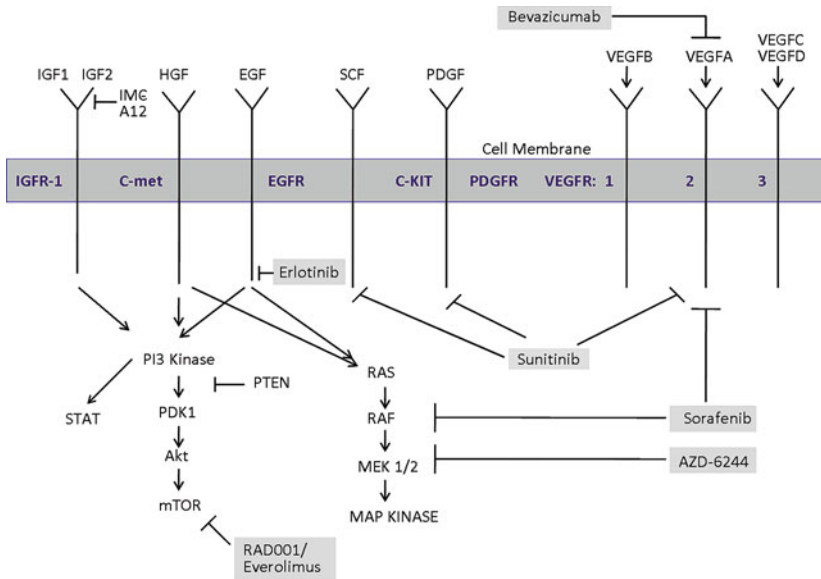 Bevazicumab
IGF1 IGF2 HGF EGF SCF PDGF VEGFB VEGFA VEGFC
VEGFD
IMC
A12
Cell Membrane
IGFR-1 C-met EGFR C-KIT PDGFR VEGFR: 1 2 3
Erlotinib
PI3 Kinase
RAS
Sunitinib
PTEN
STAT
PDK1
RAF
Sorafenib
Akt
MEK 1/2
AZD-6244
mTOR
MAP KINASE
RAD001/
Everolimus